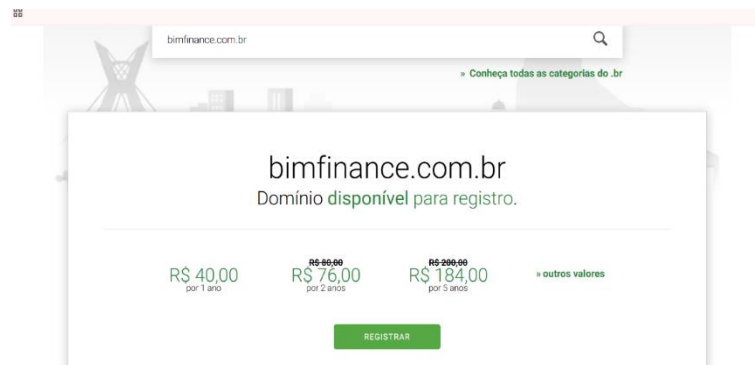 bimfinance.com.br
» Conheça todas as categorias do .br
bimfinance.com.br
Domínio disponível para registro.
R$ 40,00
por 1 ano
R$ 80,00
R$ 76,00
por 2 anos
R$ 200,00
R$ 184,00
por 5 anos
» outros valores
REGISTRAR